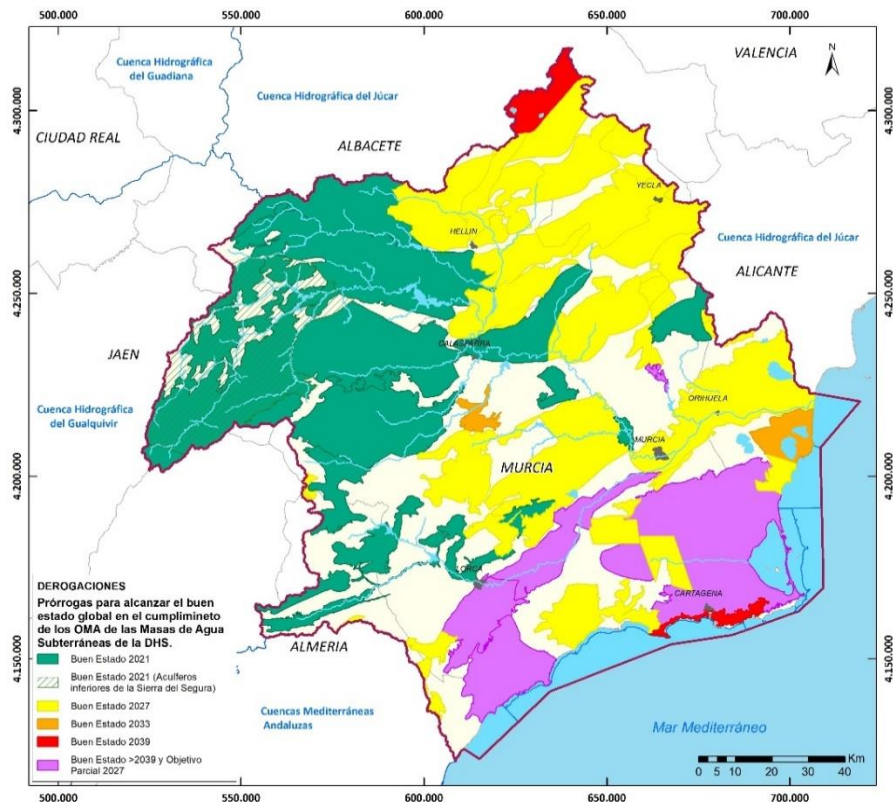 500.000 550.000 600.000 650.000 700.000
VALENCIA
N
Cuenca Hidrográfica
del Guadiana
Cuenca Hidrográfica del Júcar
4.300.000
4.300.000
CIUDAD REAL
ALBACETE
YECLA
HELLIN
Cuenca Hidrográfica del Júcar
ALICANTE
4.250.000
4.250.000
CALASPARRA
JAEN
ORIHUELA
Cuenca Hidrográfica
del Gualquivir
MURCIA
MURCIA
4.200.000
4.200.000
LORCA
CARTAGENA
DEROGACIONES
Prórrogas para alcanzar el buen
estado global en el cumplimineto
de los OMA de las Masas de Agua
Subterráneas de la DHS.
Buen Estado 2021
Buen Estado 2021 (Acuíferos
inferiores de la Sierra del Segura)
Buen Estado 2027
Buen Estado 2033
Buen Estado 2039
Buen Estado >2039 y Objetivo
Parcial 2027
ALMERIA
4.150.000
4.150.000
Cuencas Mediterráneas
Andaluzas
Mar Mediterráneo
Km
0 5 10 20 30 40
500.000 550.000 600.000 650.000 700.000